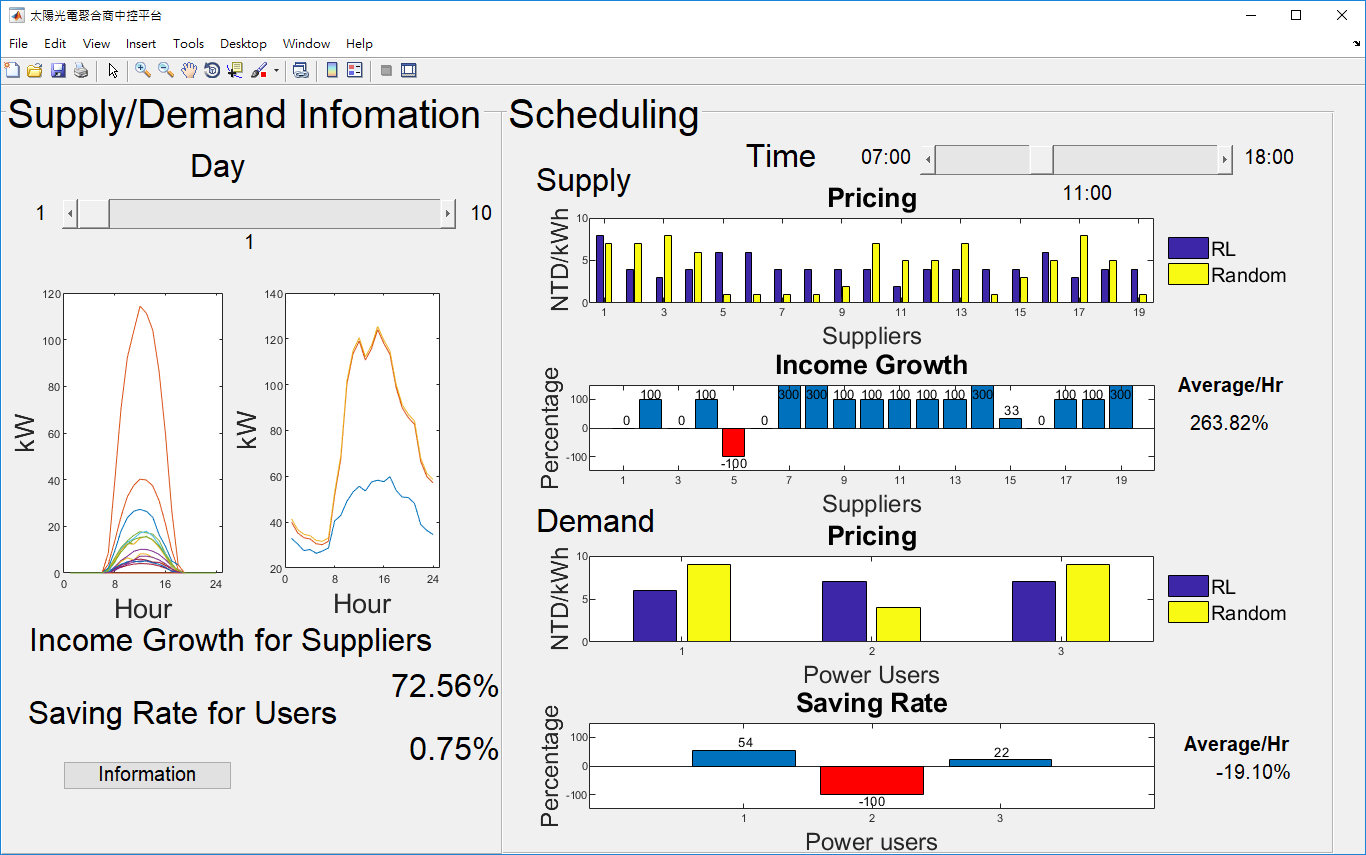 太陽光電聚合商中控平台
File Edit View Insert Tools Desktop Window Help
Supply/Demand Infomation
Day
1 10
1
kW
120
100
80
60
40
20
0
0 8 16 24
Hour
kW
140
120
100
80
60
40
20
0 8 16 24
Hour
Income Growth for Suppliers
72.56%
Saving Rate for Users
0.75%
Information
Scheduling
Time 07:00 18:00
11:00
Supply
Pricing
NTD/kWh
10
5
0
1 3 5 7 9 11 13 15 17 19
Suppliers
RL
Random
Income Growth
Percentage
100
0
-100
0 100 0 100 -100 0 300 300 100 100 100 100 100 300 33 0 100 100 300
1 3 5 7 9 11 13 15 17 19
Suppliers
Average/Hr
263.82%
Demand
Pricing
NTD/kWh
10
5
0
1 2 3
Power Users
RL
Random
Saving Rate
Percentage
100
0
-100
54 -100 22
1 2 3
Power users
Average/Hr
-19.10%